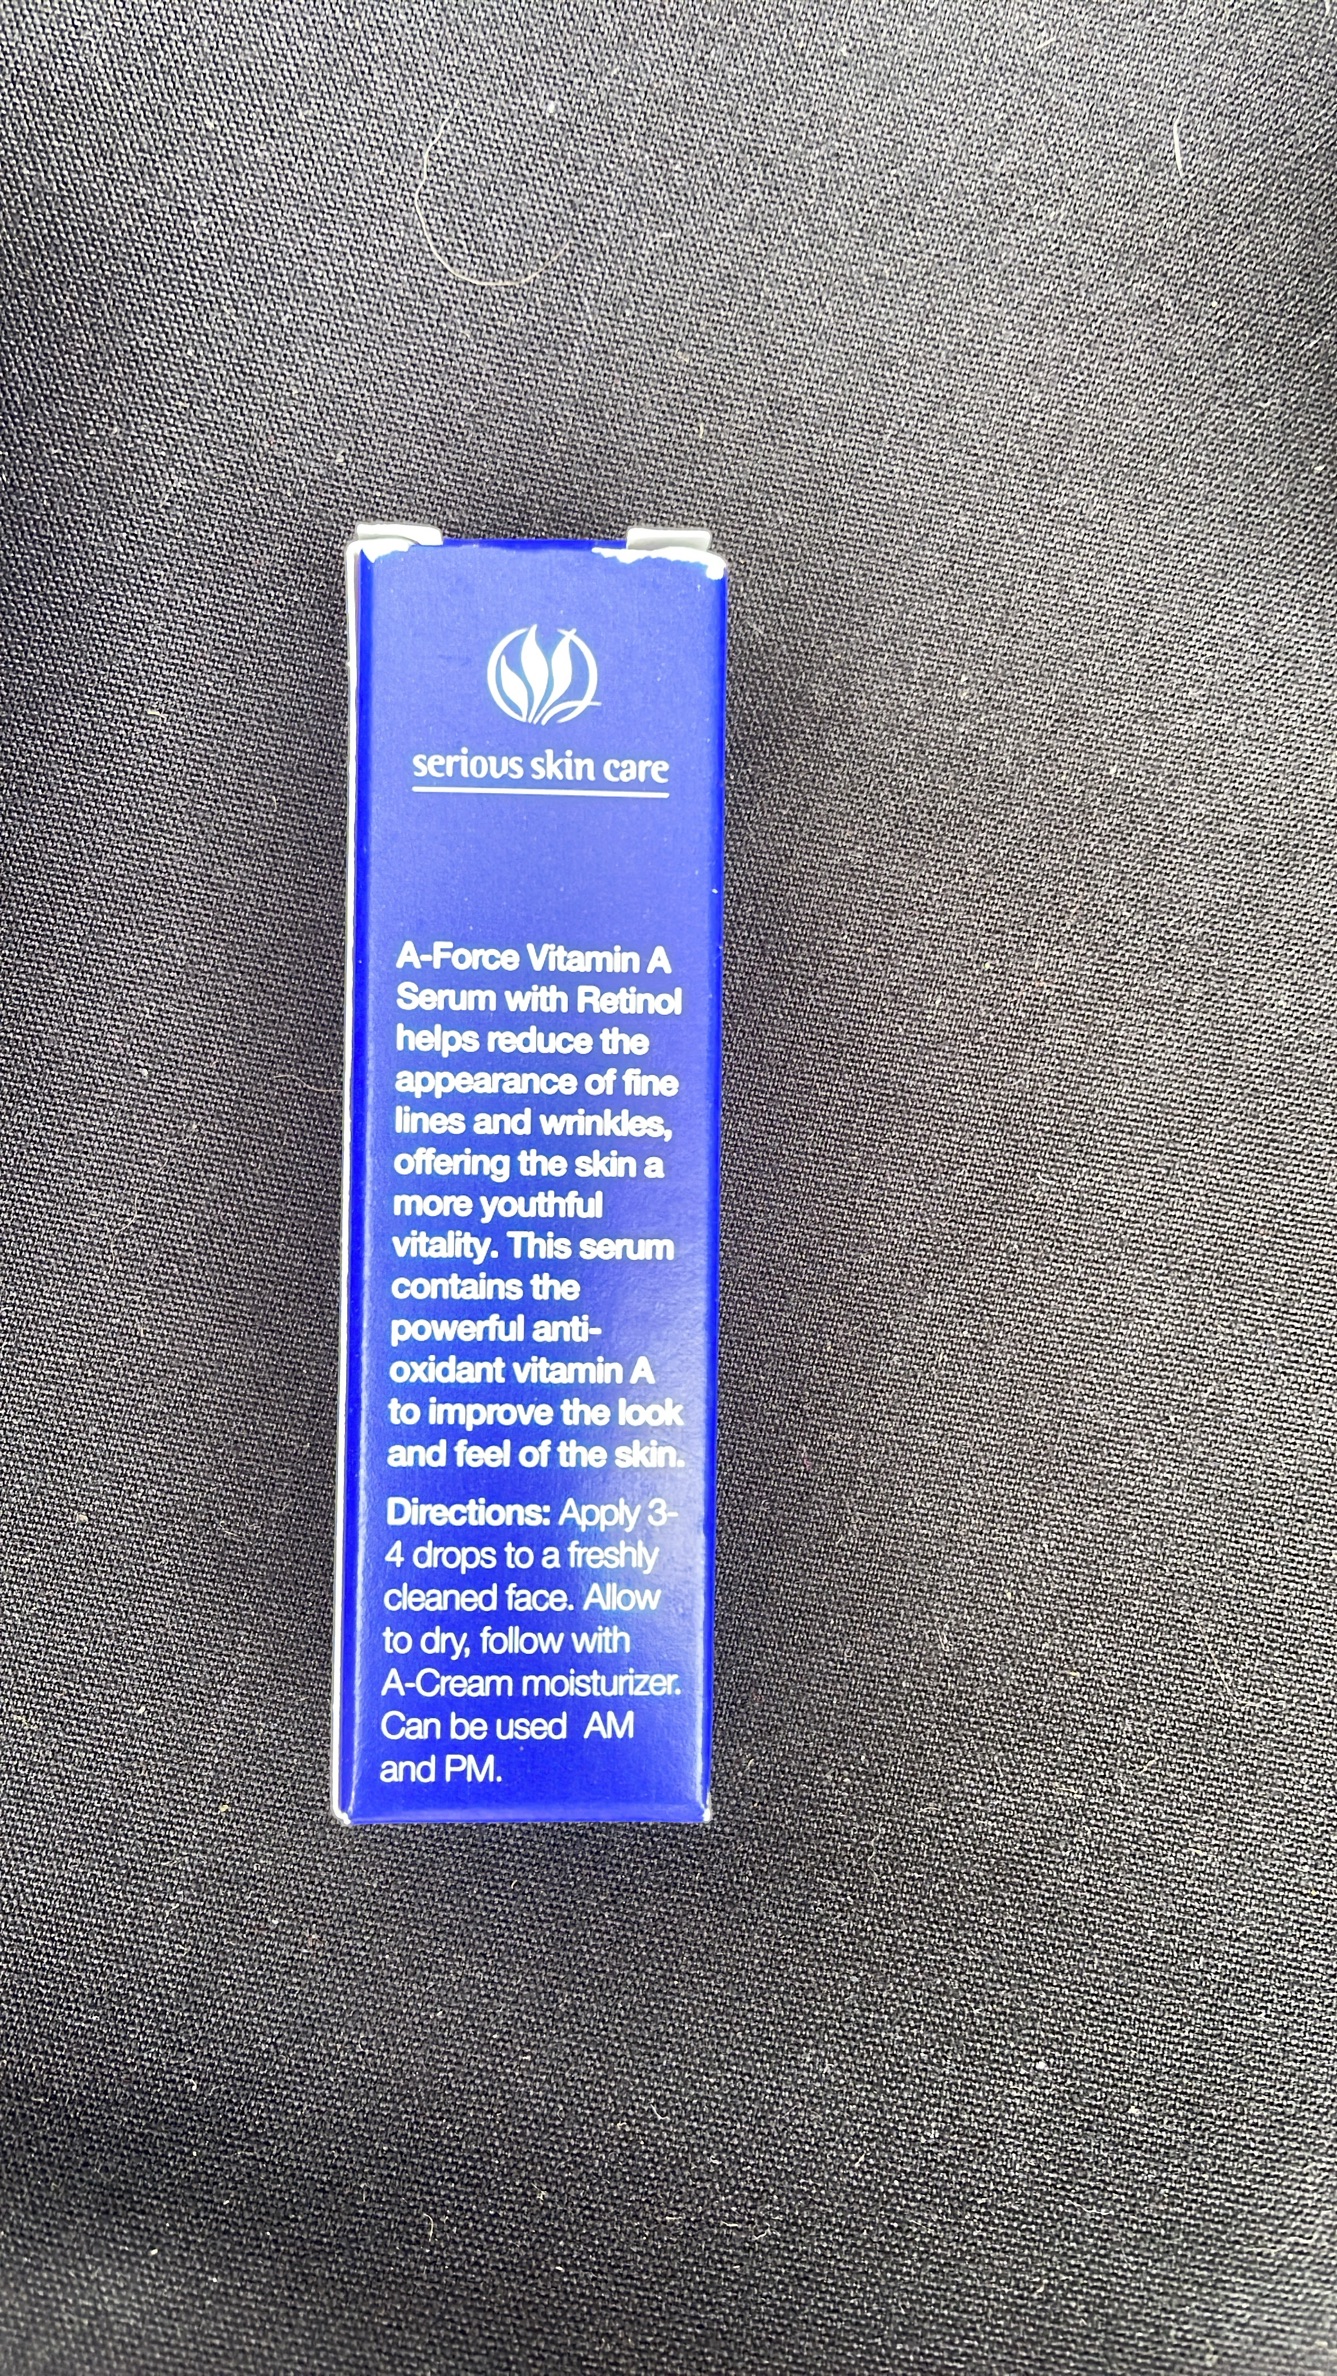 serious skin care
A-Force Vitamin A
Serum with Retinol
helps reduce the
appearance of fine
lines and wrinkles,
offering the skin a
more youthful
vitality. This serum
contains the
powerful anti-
oxidant vitamin A
to improve the look
and feel of the skin.
Directions: Apply 3-
4 drops to a freshly
cleaned face. Allow
to dry, follow with
A-Cream moisturizer.
Can be used  AM
and PM.